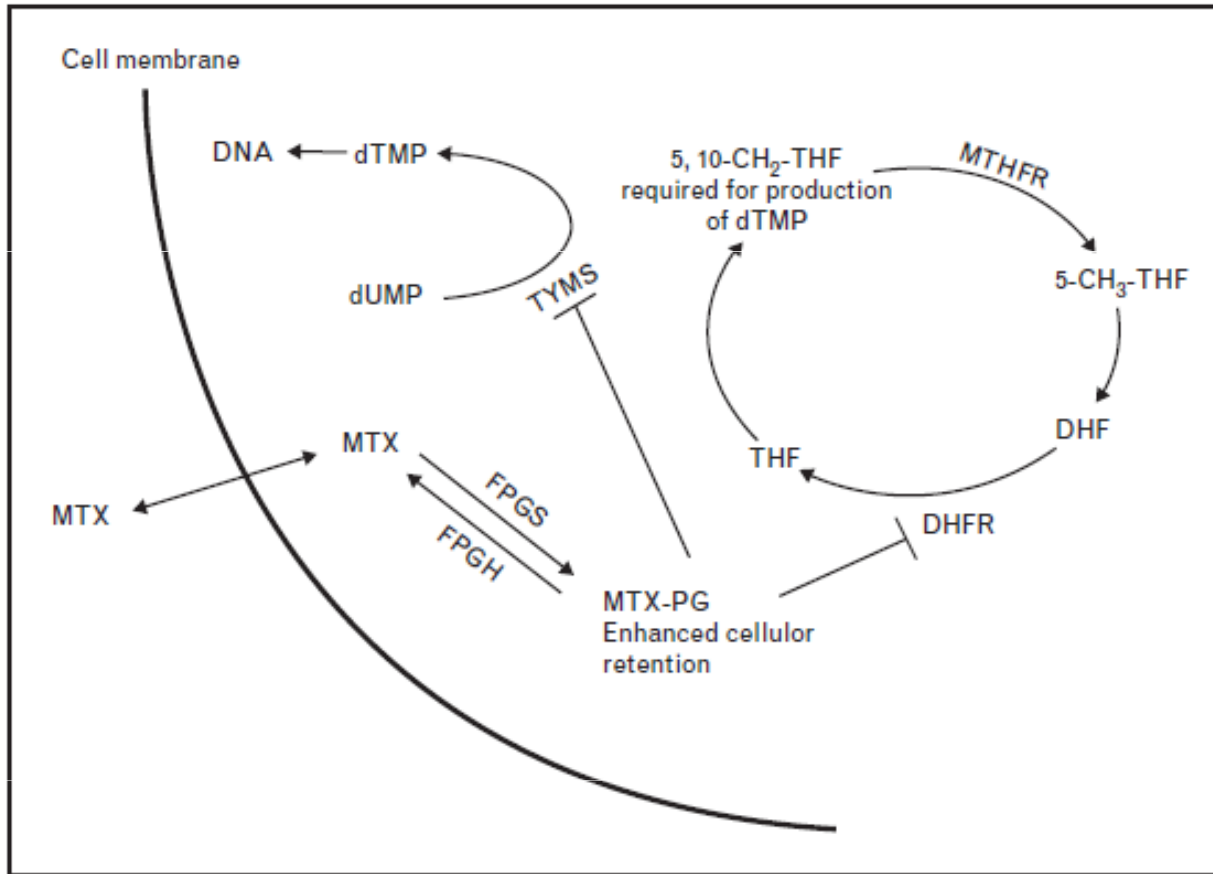 Cell membrane
DNA
dTMP
dUMP
TYMS
5, 10-CH₂-THF
required for production
of dTMP
MTHFR
5-CH₃-THF
DHF
THF
DHFR
MTX
MTX
FPGS
FPGH
MTX-PG
Enhanced cellulor
retention